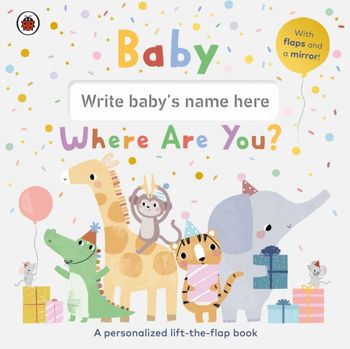 Baby
With
flaps and
a mirror!
Write baby's name here
Where Are You?
A personalized lift-the-flap book